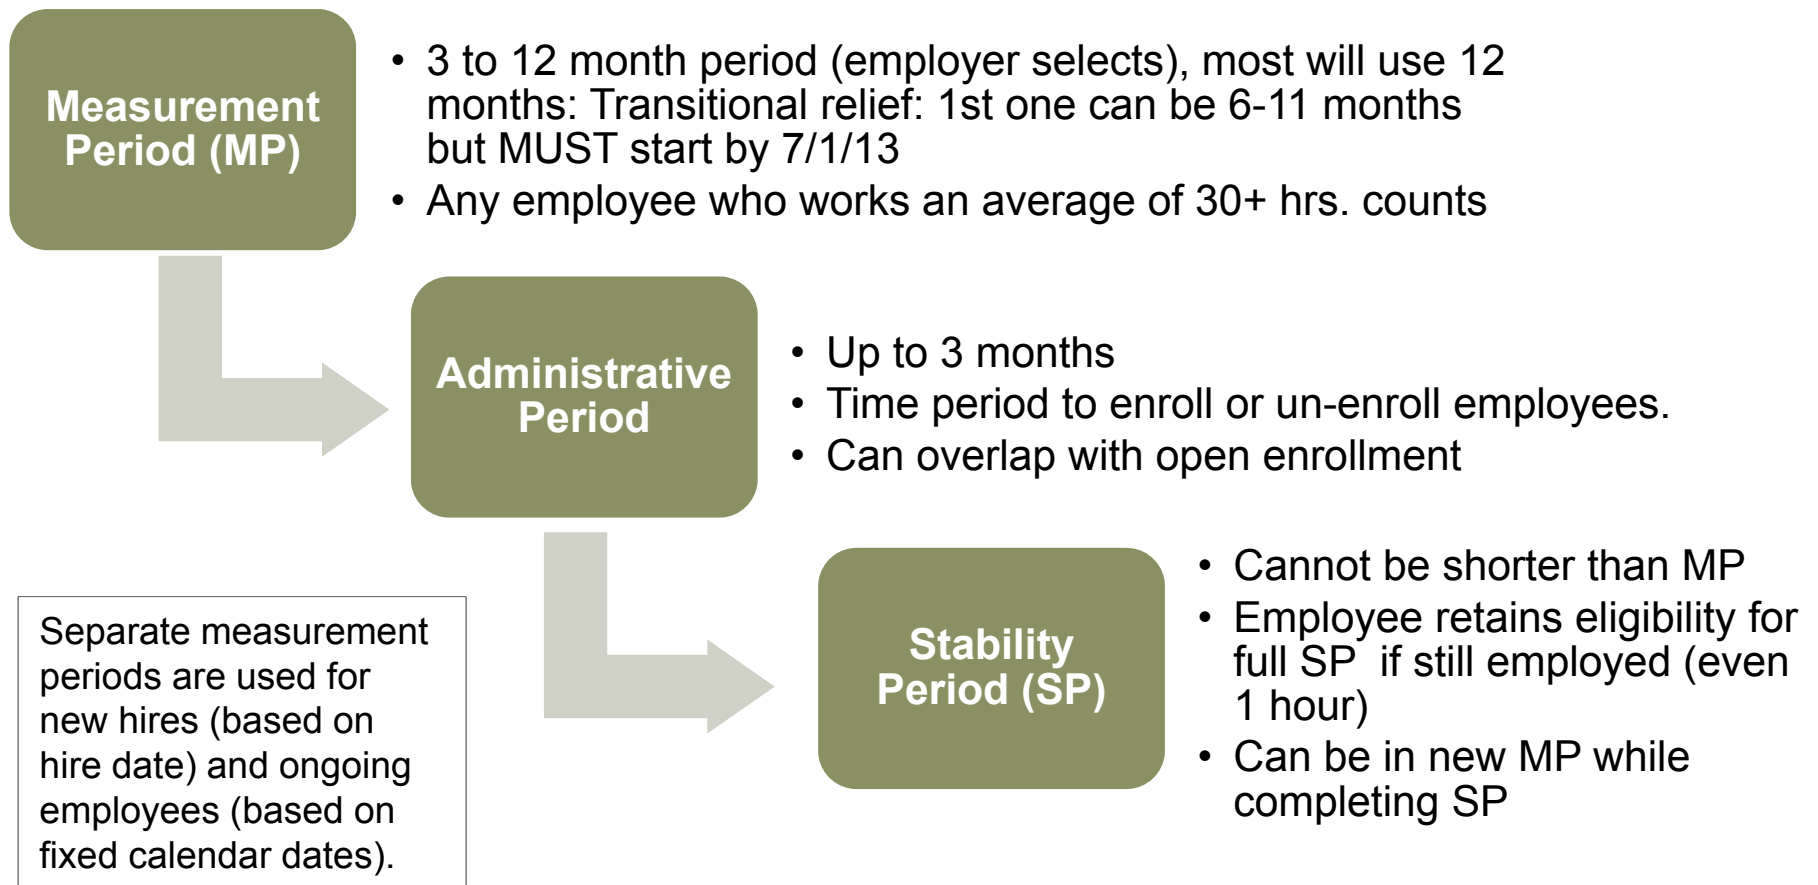 Measurement
Period (MP)
• 3 to 12 month period (employer selects), most will use 12
months: Transitional relief: 1st one can be 6-11 months
but MUST start by 7/1/13
• Any employee who works an average of 30+ hrs. counts
Administrative
Period
• Up to 3 months
• Time period to enroll or un-enroll employees.
• Can overlap with open enrollment
Stability
Period (SP)
• Cannot be shorter than MP
• Employee retains eligibility for
full SP if still employed (even
1 hour)
• Can be in new MP while
completing SP
Separate measurement
periods are used for
new hires (based on
hire date) and ongoing
employees (based on
fixed calendar dates).